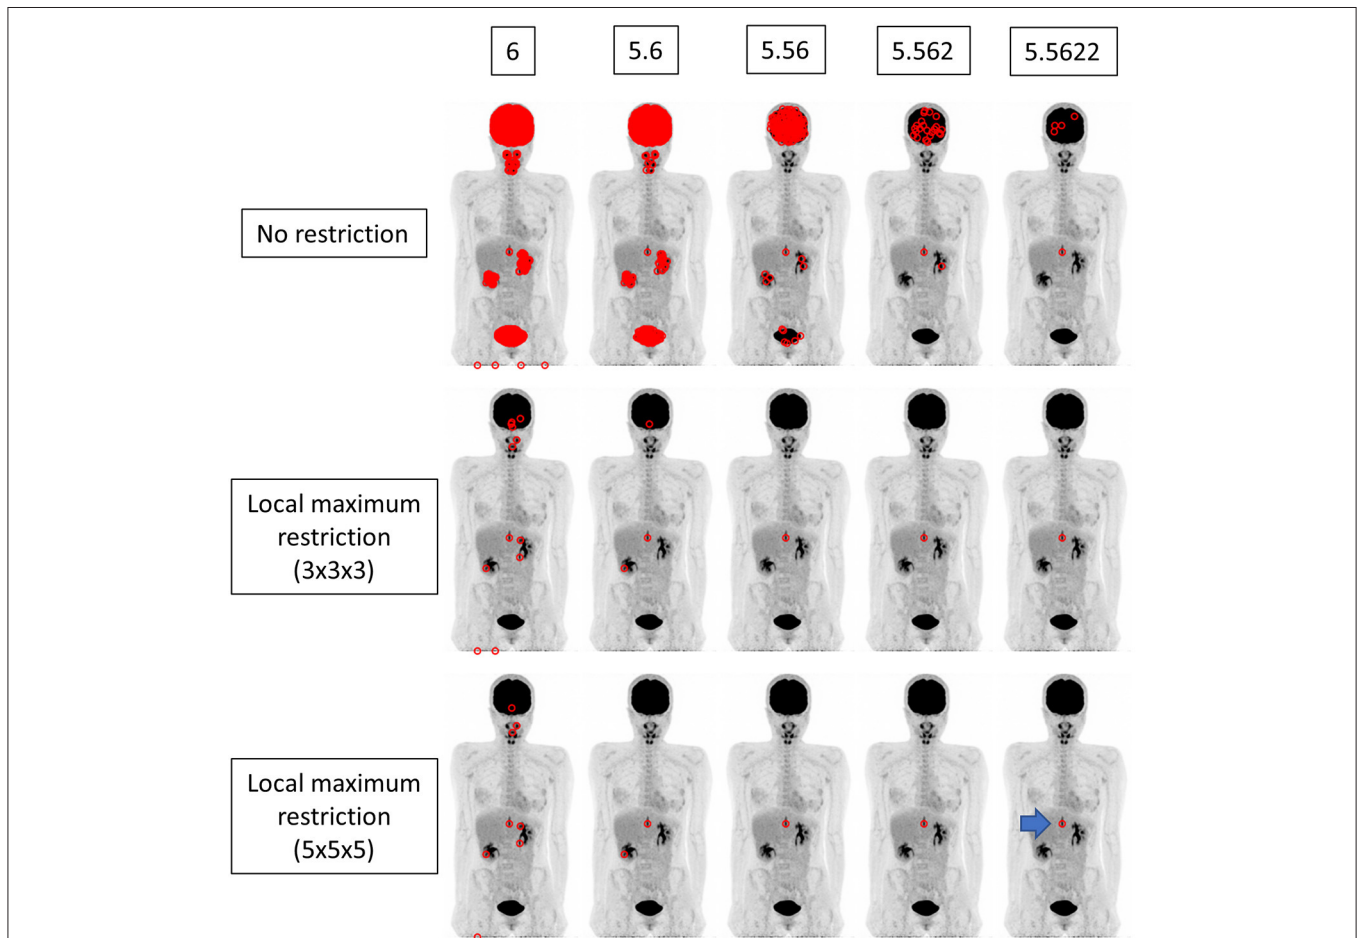 6 5.6 5.56 5.562 5.5622
No restriction
Local maximum
restriction
(3x3x3)
Local maximum
restriction
(5x5x5)